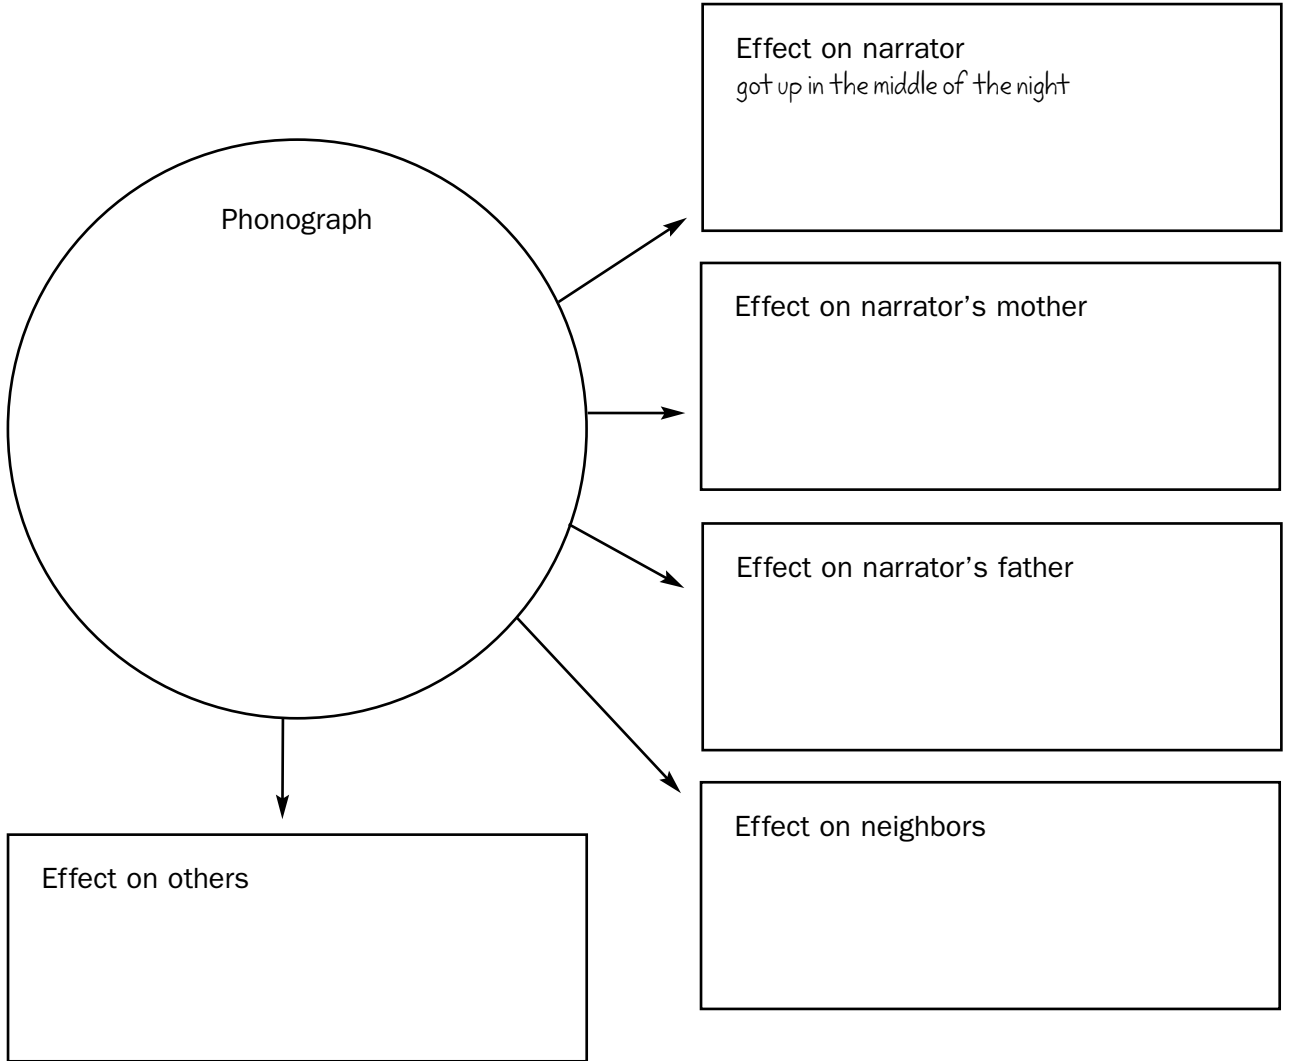 Phonograph
Effect on narrator
got up in the middle of the night
Effect on narrator's mother
Effect on narrator's father
Effect on neighbors
Effect on others